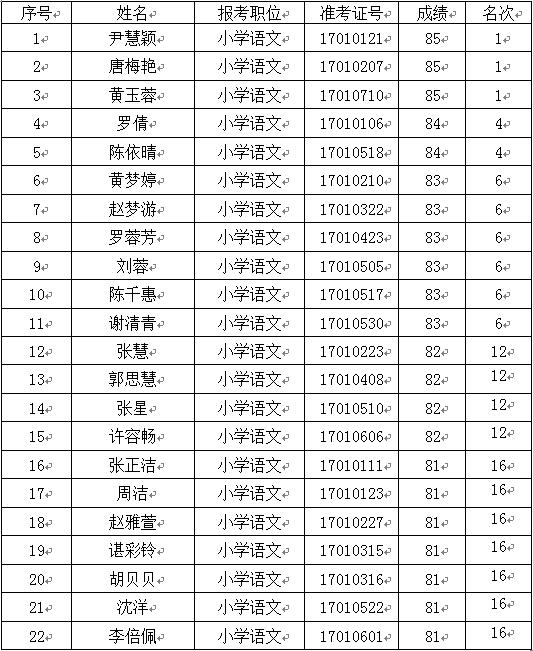 序号 姓名 报考职位 准考证号 成绩 名次
1 尹慧颖 小学语文 17010121 85 1
2 唐梅艳 小学语文 17010207 85 1
3 黄玉蓉 小学语文 17010710 85 1
4 罗倩 小学语文 17010106 84 4
5 陈依晴 小学语文 17010518 84 4
6 黄梦婷 小学语文 17010210 83 6
7 赵梦游 小学语文 17010322 83 6
8 罗蓉芳 小学语文 17010423 83 6
9 刘蓉 小学语文 17010505 83 6
10 陈千惠 小学语文 17010517 83 6
11 谢清青 小学语文 17010530 83 6
12 张慧 小学语文 17010223 82 12
13 郭思慧 小学语文 17010408 82 12
14 张星 小学语文 17010510 82 12
15 许容畅 小学语文 17010606 82 12
16 张正洁 小学语文 17010111 81 16
17 周洁 小学语文 17010123 81 16
18 赵雅萱 小学语文 17010227 81 16
19 谌彩铃 小学语文 17010315 81 16
20 胡贝贝 小学语文 17010316 81 16
21 沈洋 小学语文 17010522 81 16
22 李倍佩 小学语文 17010601 81 16